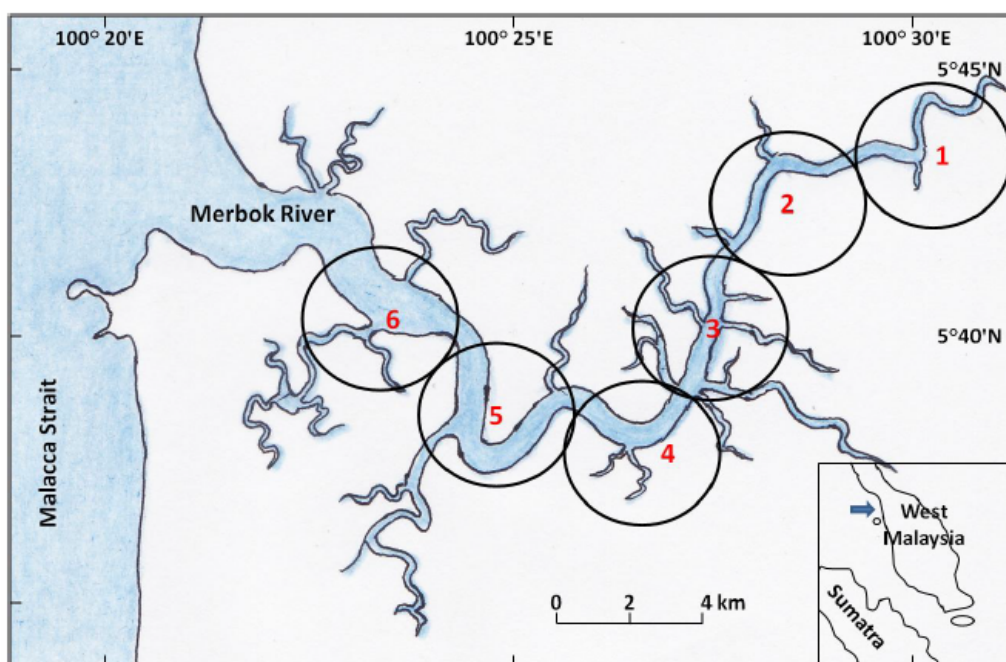 100° 20'E
100° 25'E
100° 30'E
5°45'N
1
2
Merbok River
6
3
5°40'N
5
4
Malacca Strait
0 2 4 km
West
Malaysia
Sumatra